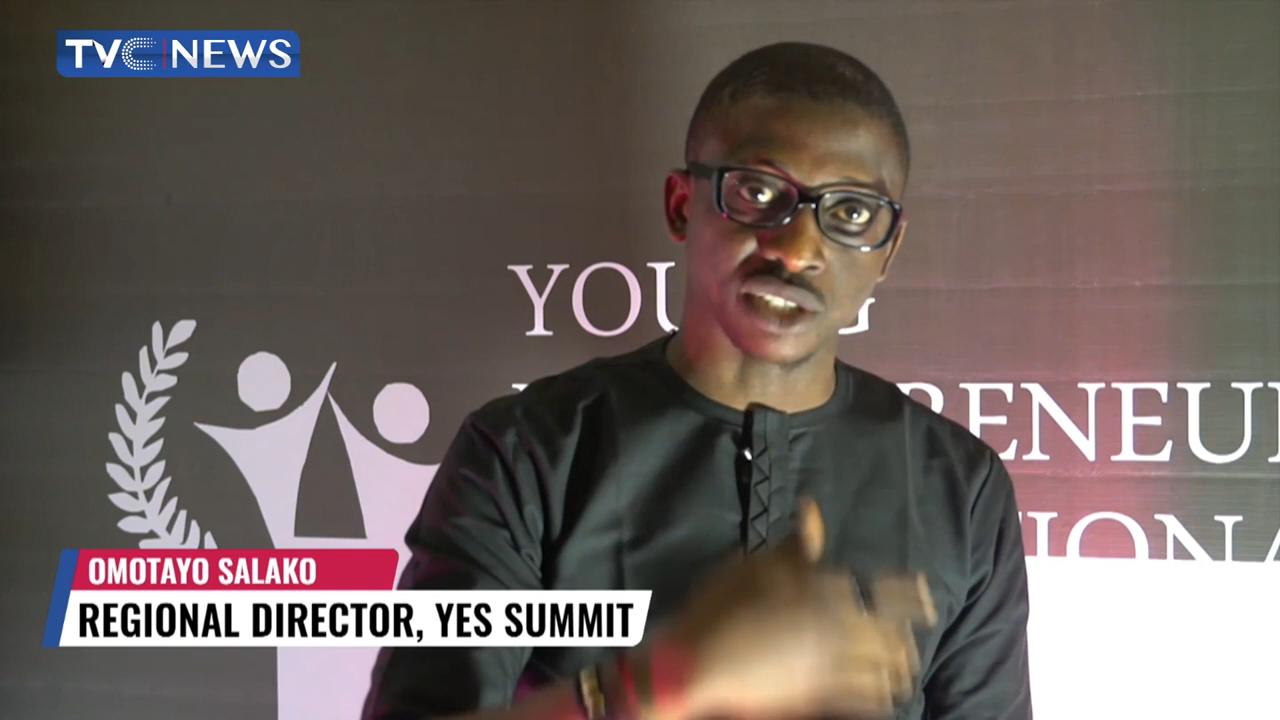 TVC NEWS
YOU G
RENEU
IONA
OMOTAYO SALAKO
REGIONAL DIRECTOR, YES SUMMIT